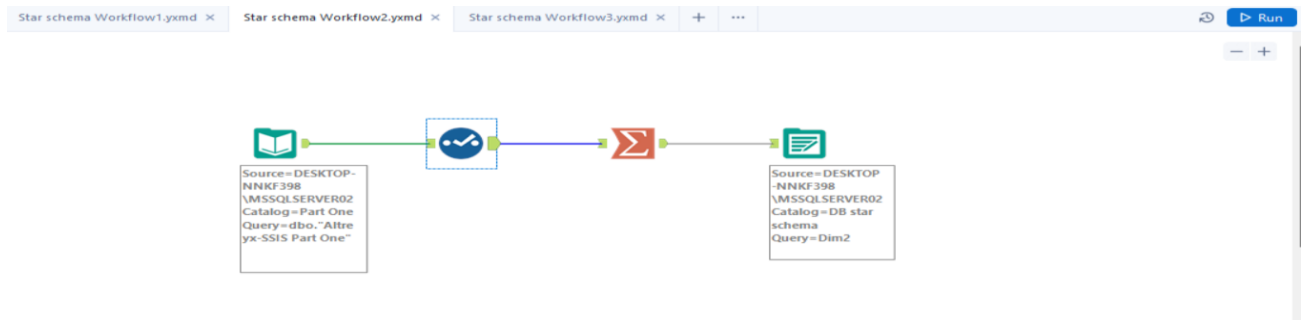 Star schema Workflow1.yxmd × Star schema Workflow2.yxmd × Star schema Workflow3.yxmd × + ··· Run
Source=DESKTOP-
NNKF398
\MSSQLSERVER02
Catalog=Part One
Query=dbo."Altre
yx-SSIS Part One"
Source=DESKTOP
-NNKF398
\MSSQLSERVER02
Catalog=DB star
schema
Query=Dim2